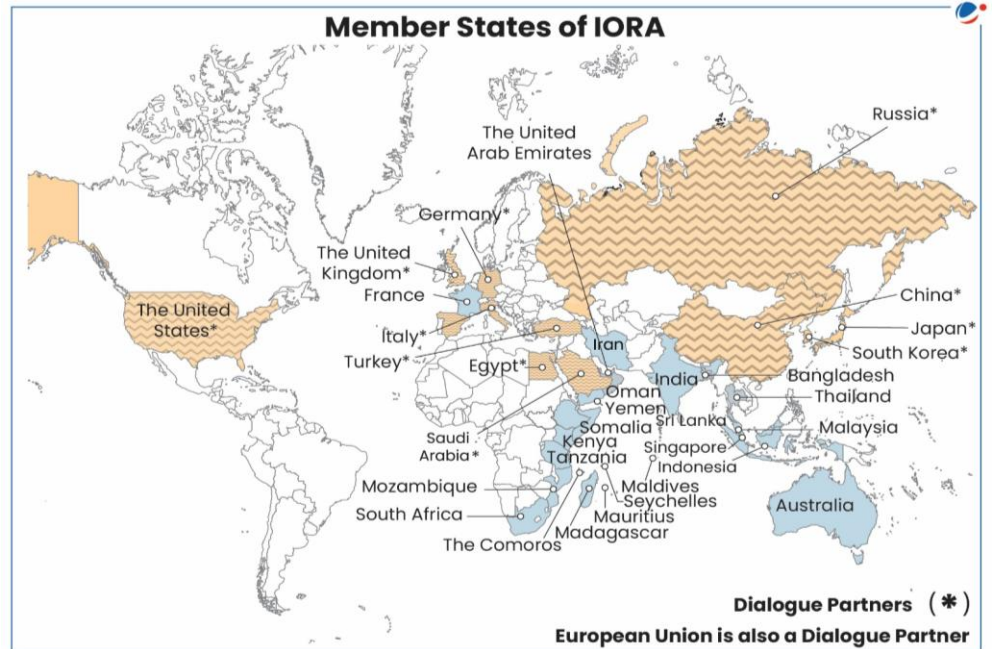 Member States of IORA
Russia*
The United
Arab Emirates
Germany*
The United
Kingdom*
France
The United
States*
China*
Italy*
Japan*
Iran
South Korea*
Turkey*
Egypt*
India
Bangladesh
Oman
Thailand
Yemen
Sri Lanka
Somalia
Malaysia
Saudi
Arabia*
Kenya
Singapore
Tanzania
Indonesia
Mozambique
Maldives
Seychelles
Australia
South Africa
Mauritius
Madagascar
The Comoros
Dialogue Partners (*)
European Union is also a Dialogue Partner